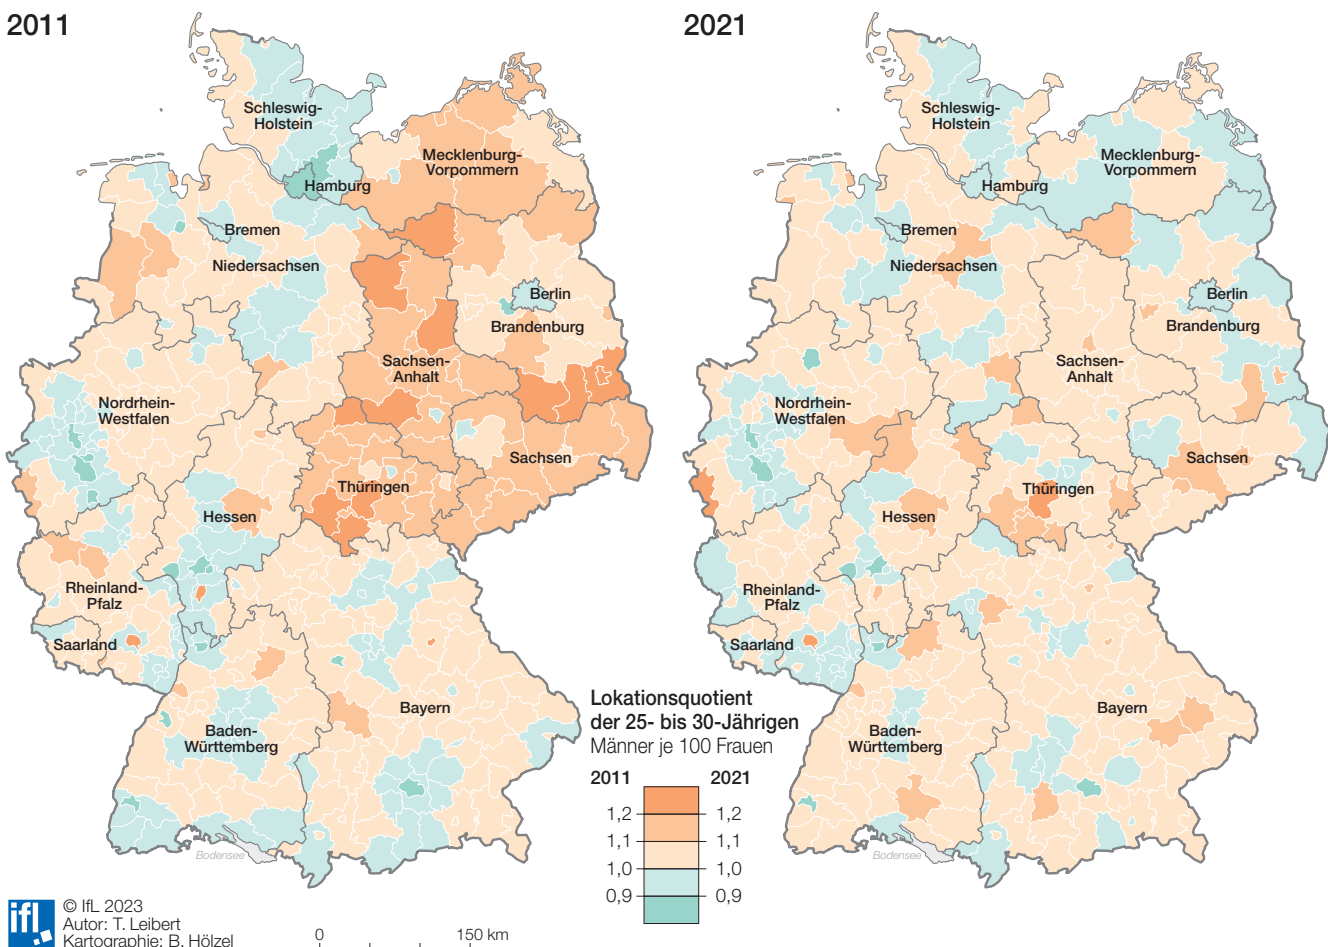 2011
Schleswig-
Holstein
Mecklenburg-
Vorpommern
Hamburg
Bremen
Niedersachsen
Berlin
Brandenburg
Sachsen-
Anhalt
Nordrhein-
Westfalen
Sachsen
Thüringen
Hessen
Rheinland-
Pfalz
Saarland
Bayern
Baden-
Württemberg
Bodensee
2021
Schleswig-
Holstein
Mecklenburg-
Vorpommern
Hamburg
Bremen
Niedersachsen
Berlin
Brandenburg
Sachsen-
Anhalt
Nordrhein-
Westfalen
Sachsen
Thüringen
Hessen
Rheinland-
Pfalz
Saarland
Bayern
Baden-
Württemberg
Bodensee
Lokationsquotient
der 25- bis 30-Jährigen
Männer je 100 Frauen
2011 2021
1,2 1,2
1,1 1,1
1,0 1,0
0,9 0,9
ifl
© IfL 2023
Autor: T. Leibert
Kartographie: B. Hölzel
0 150 km